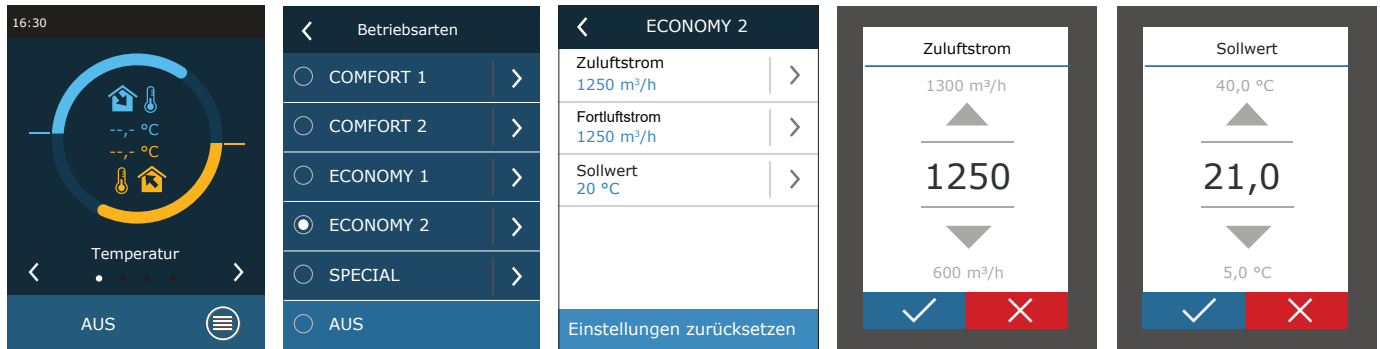 16:30
--,- °C
--,- °C
Temperatur
AUS
Betriebsarten
COMFORT 1
COMFORT 2
ECONOMY 1
ECONOMY 2
SPECIAL
AUS
ECONOMY 2
Zuluftstrom
1250 m³/h
Fortluftstrom
1250 m³/h
Sollwert
20 °C
Einstellungen zurücksetzen
Zuluftstrom
1300 m³/h
1250
600 m³/h
Sollwert
40,0 °C
21,0
5,0 °C